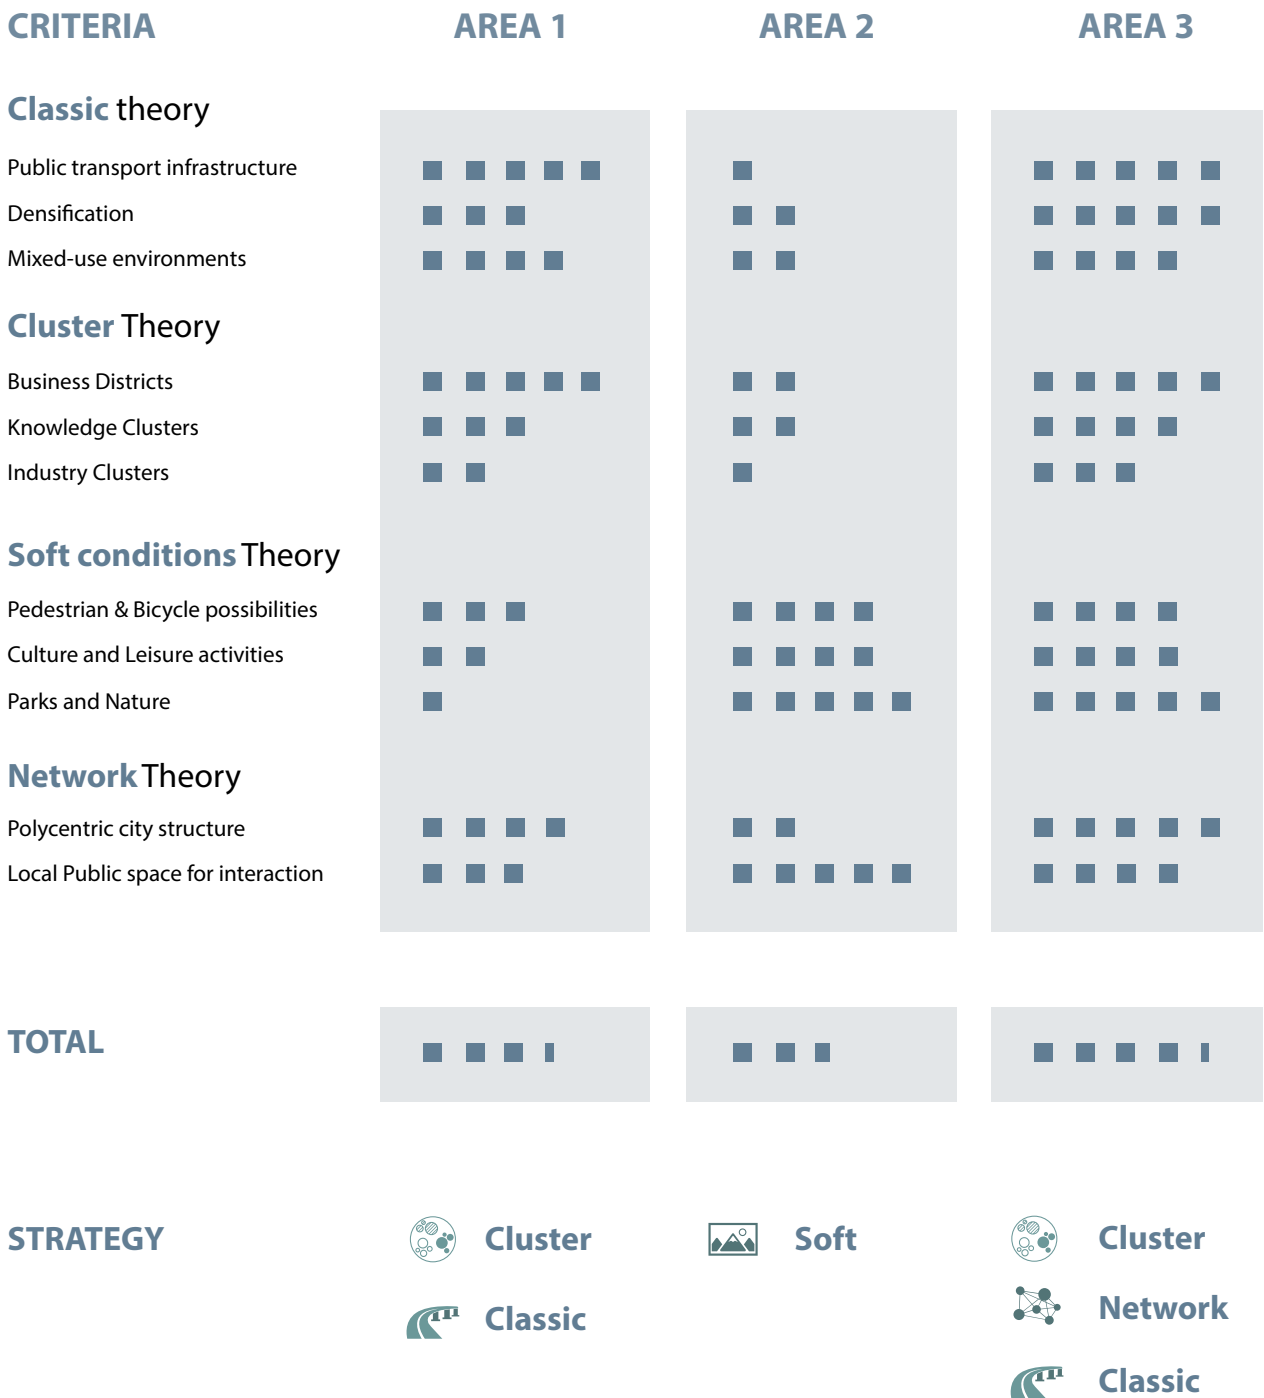 CRITERIA AREA 1 AREA 2 AREA 3
Classic theory
Public transport infrastructure
Densification
Mixed-use environments
Cluster Theory
Business Districts
Knowledge Clusters
Industry Clusters
Soft conditions Theory
Pedestrian & Bicycle possibilities
Culture and Leisure activities
Parks and Nature
Network Theory
Polycentric city structure
Local Public space for interaction
TOTAL
STRATEGY Cluster Soft Cluster
Network
Classic
Classic